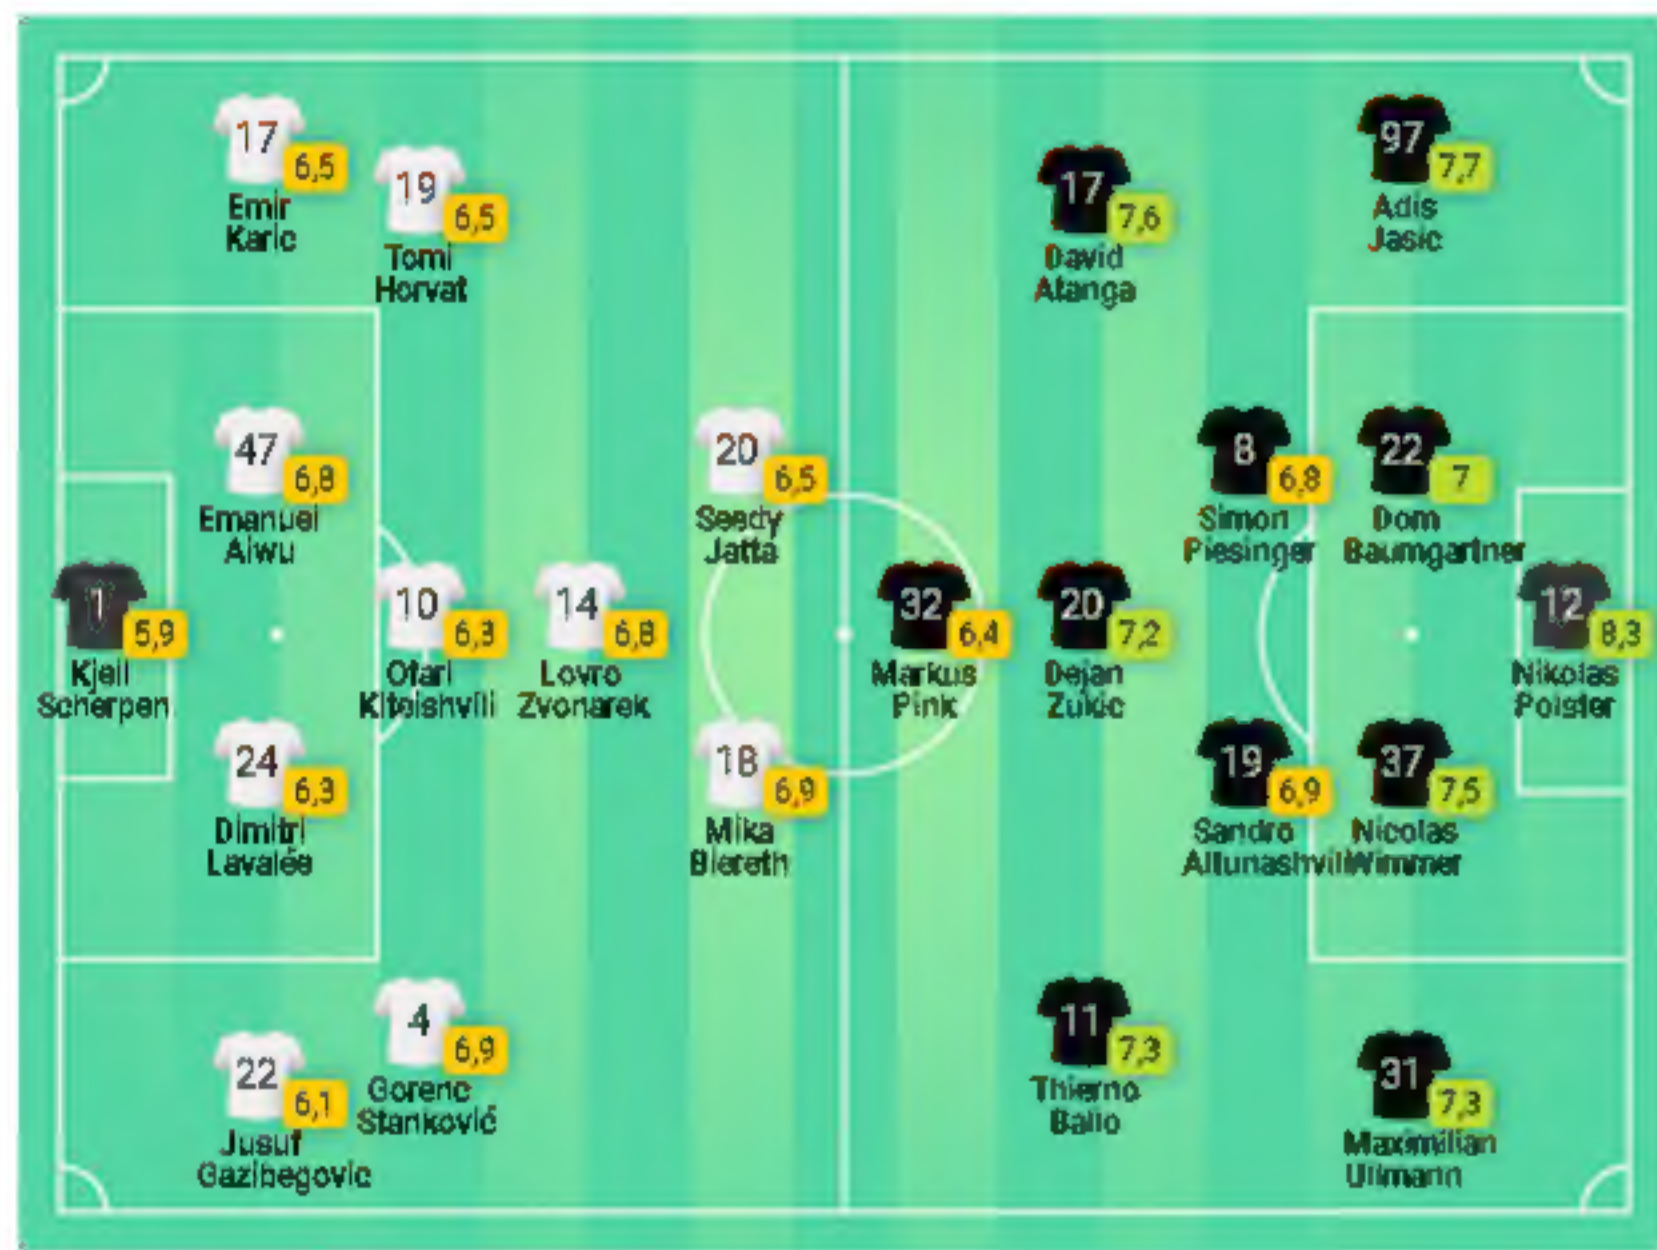 17
6,5
Emir
Karic
19
6,5
Tomi
Horvat
47
6,8
Emanuel
Aiwu
1
5,9
Kjell
Scherpen
10
6,3
Otari
Kiteishvili
14
6,8
Lovro
Zvonarek
20
6,5
Seedy
Jatta
24
6,3
Dimitri
Lavalée
18
6,9
Mika
Biereth
22
6,1
Jusuf
Gazibegovic
4
6,9
Gorenc
Stanković
17
7,6
David
Atanga
97
7,7
Adis
Jasic
32
6,4
Markus
Pink
20
7,2
Dejan
Zukic
8
6,8
Simon
Piesinger
22
7
Dom
Baumgartner
12
8,3
Nikolas
Polster
19
6,9
Sandro
Altunashvili
37
7,5
Nicolas
Wimmer
11
7,3
Thierno
Ballo
31
7,3
Maximilian
Ullmann